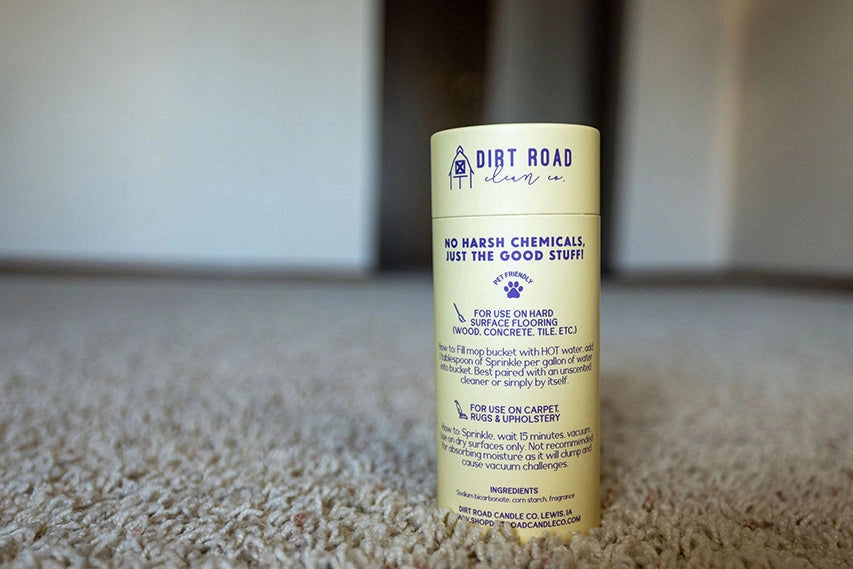 DIRT ROAD
clean co.
NO HARSH CHEMICALS,
JUST THE GOOD STUFF!
PET FRIENDLY
FOR USE ON HARD
SURFACE FLOORING
(WOOD, CONCRETE, TILE, ETC.)
How to: Fill mop bucket with HOT water, add
1 tablespoon of Sprinkle per gallon of water
into bucket. Best paired with an unscented
cleaner or simply by itself.
FOR USE ON CARPET,
RUGS & UPHOLSTERY
How to: Sprinkle, wait 15 minutes, vacuum,
use on dry surfaces only. Not recommended
for absorbing moisture as it will clump and
cause vacuum challenges.
INGREDIENTS
Sodium bicarbonate, corn starch, fragrance
DIRT ROAD CANDLE CO, LEWIS, IA
WWW.SHOPDIRTROADCANDLECO.COM